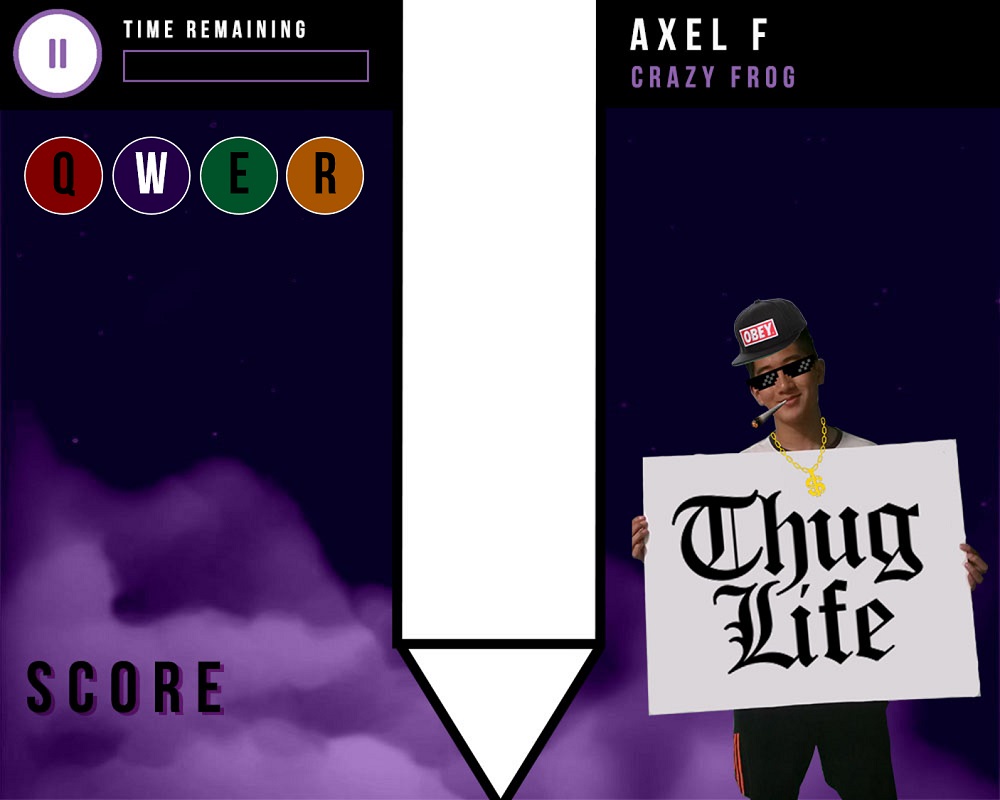 TIME REMAINING
AXEL F
CRAZY FROG
Q W E R
OBEY
Thug
Life
SCORE